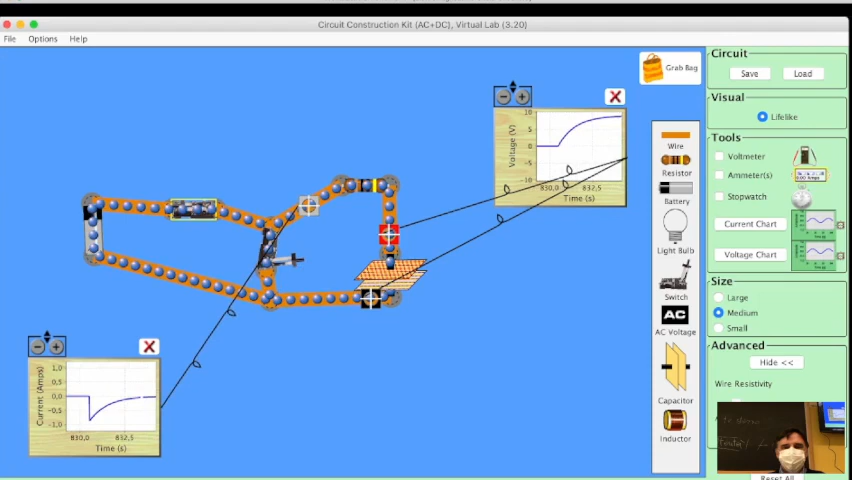 Circuit Construction Kit (AC+DC), Virtual Lab (3.20)
File Options Help
Grab Bag
Wire
Resistor
Battery
Light Bulb
Switch
AC
AC Voltage
Capacitor
Inductor
Circuit
Save Load
Visual
Lifelike
Tools
Voltmeter
Ammeter(s)
Stopwatch
Current Chart
Voltage Chart
Size
Large
Medium
Small
Advanced
Hide <<
Wire Resistivity
Reset All
Voltage (V)
10
5
0
-5
-10
830,0 832,5
Time (s)
Current (Amps)
1,0
0,5
0,0
-0,5
-1,0
830,0 832,5
Time (s)